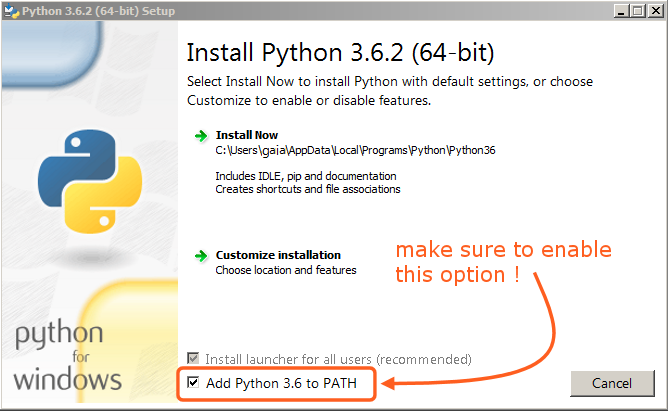 Python 3.6.2 (64-bit) Setup
Install Python 3.6.2 (64-bit)
Select Install Now to install Python with default settings, or choose
Customize to enable or disable features.
Install Now
C:\Users\gaia\AppData\Local\Programs\Python\Python36
Includes IDLE, pip and documentation
Creates shortcuts and file associations
Customize installation
Choose location and features
make sure to enable
this option !
python
for
windows
Install launcher for all users (recommended)
Add Python 3.6 to PATH
Cancel